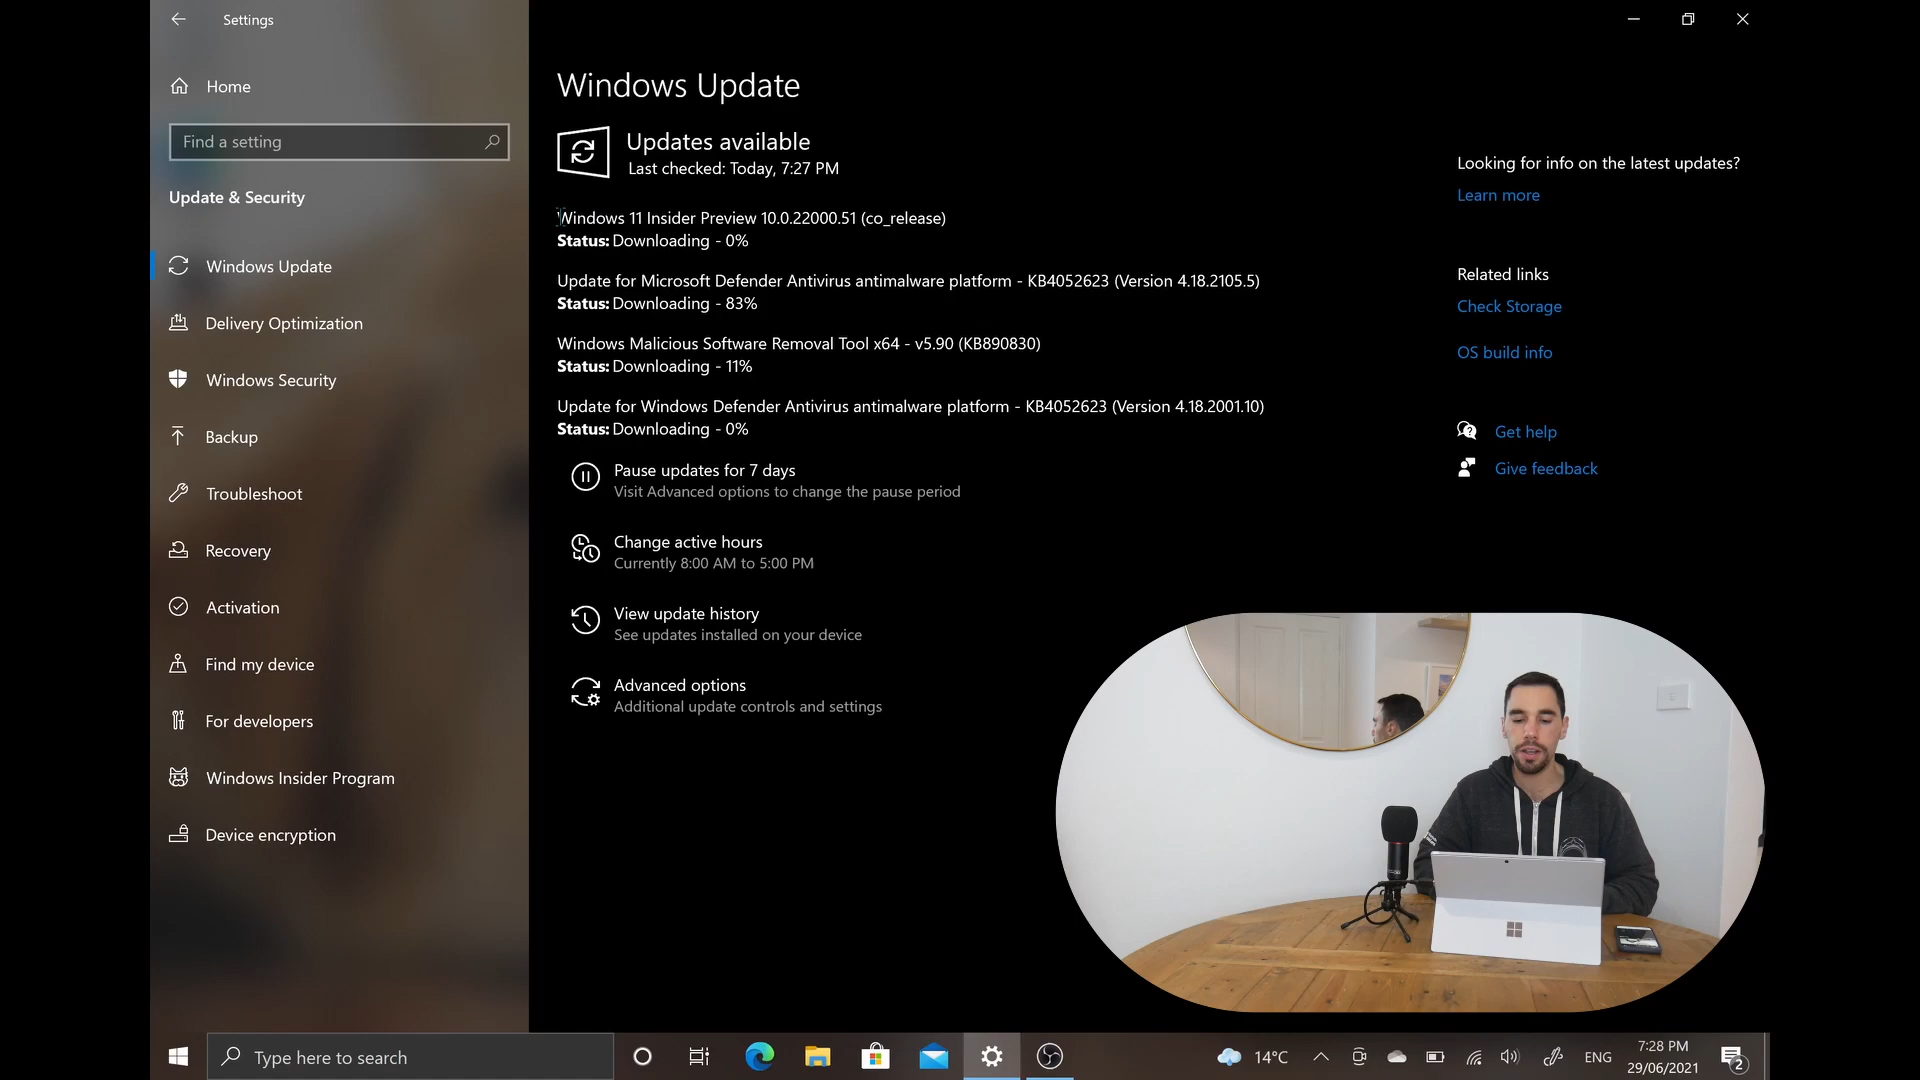 Settings
Home
Find a setting
Update & Security
Windows Update
Delivery Optimization
Windows Security
Backup
Troubleshoot
Recovery
Activation
Find my device
For developers
Windows Insider Program
Device encryption
Windows Update
Updates available
Last checked: Today, 7:27 PM
Windows 11 Insider Preview 10.0.22000.51 (co_release)
Status: Downloading - 0%
Update for Microsoft Defender Antivirus antimalware platform - KB4052623 (Version 4.18.2105.5)
Status: Downloading - 83%
Windows Malicious Software Removal Tool x64 - v5.90 (KB890830)
Status: Downloading - 11%
Update for Windows Defender Antivirus antimalware platform - KB4052623 (Version 4.18.2001.10)
Status: Downloading - 0%
Pause updates for 7 days
Visit Advanced options to change the pause period
Change active hours
Currently 8:00 AM to 5:00 PM
View update history
See updates installed on your device
Advanced options
Additional update controls and settings
Looking for info on the latest updates?
Learn more
Related links
Check Storage
OS build info
Get help
Give feedback
Type here to search
14°C
ENG
7:28 PM
29/06/2021
2